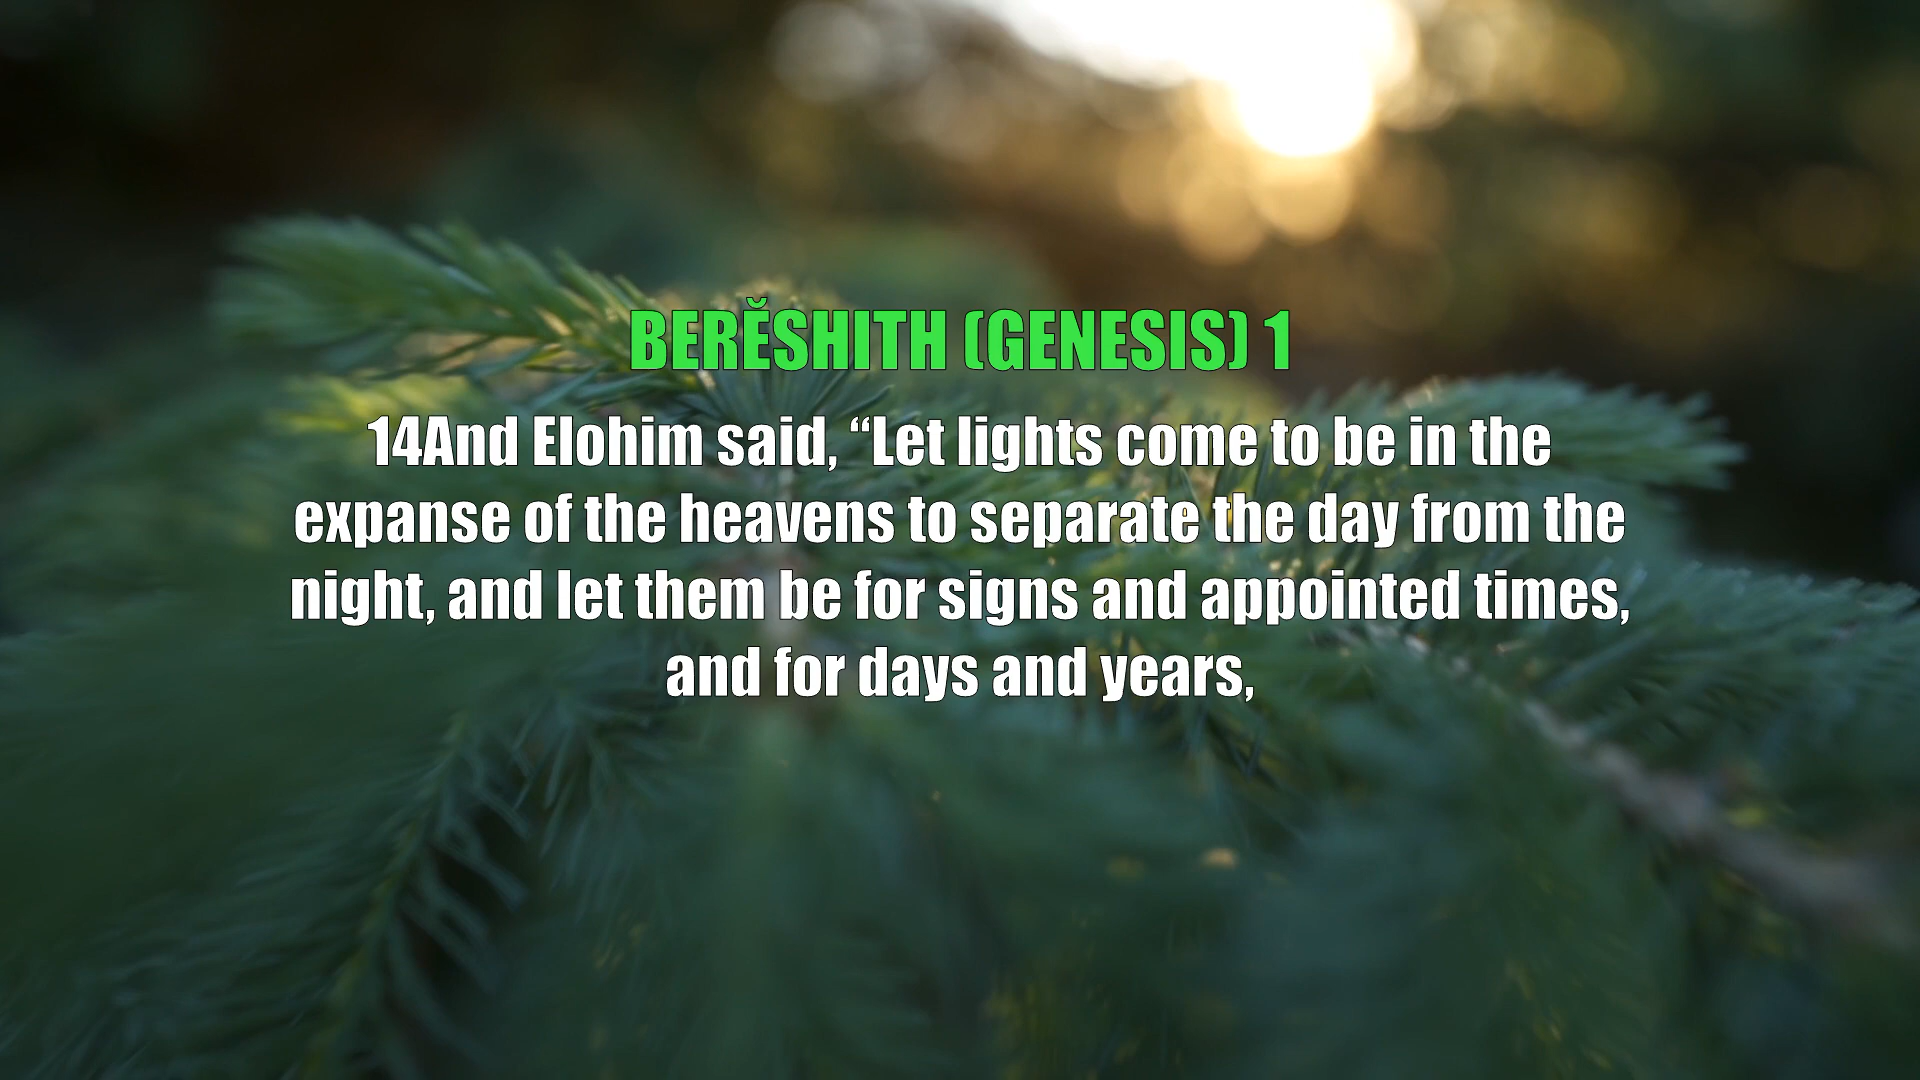 BERĔSHITH (GENESIS) 1
14And Elohim said, “Let lights come to be in the
expanse of the heavens to separate the day from the
night, and let them be for signs and appointed times,
and for days and years,